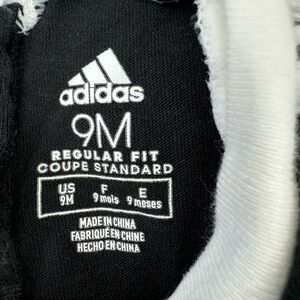 adidas
9M
REGULAR FIT
COUPE STANDARD
US F E
9M 9 mois 9 meses
MADE IN CHINA
FABRIQUÉ EN CHINE
HECHO EN CHINA